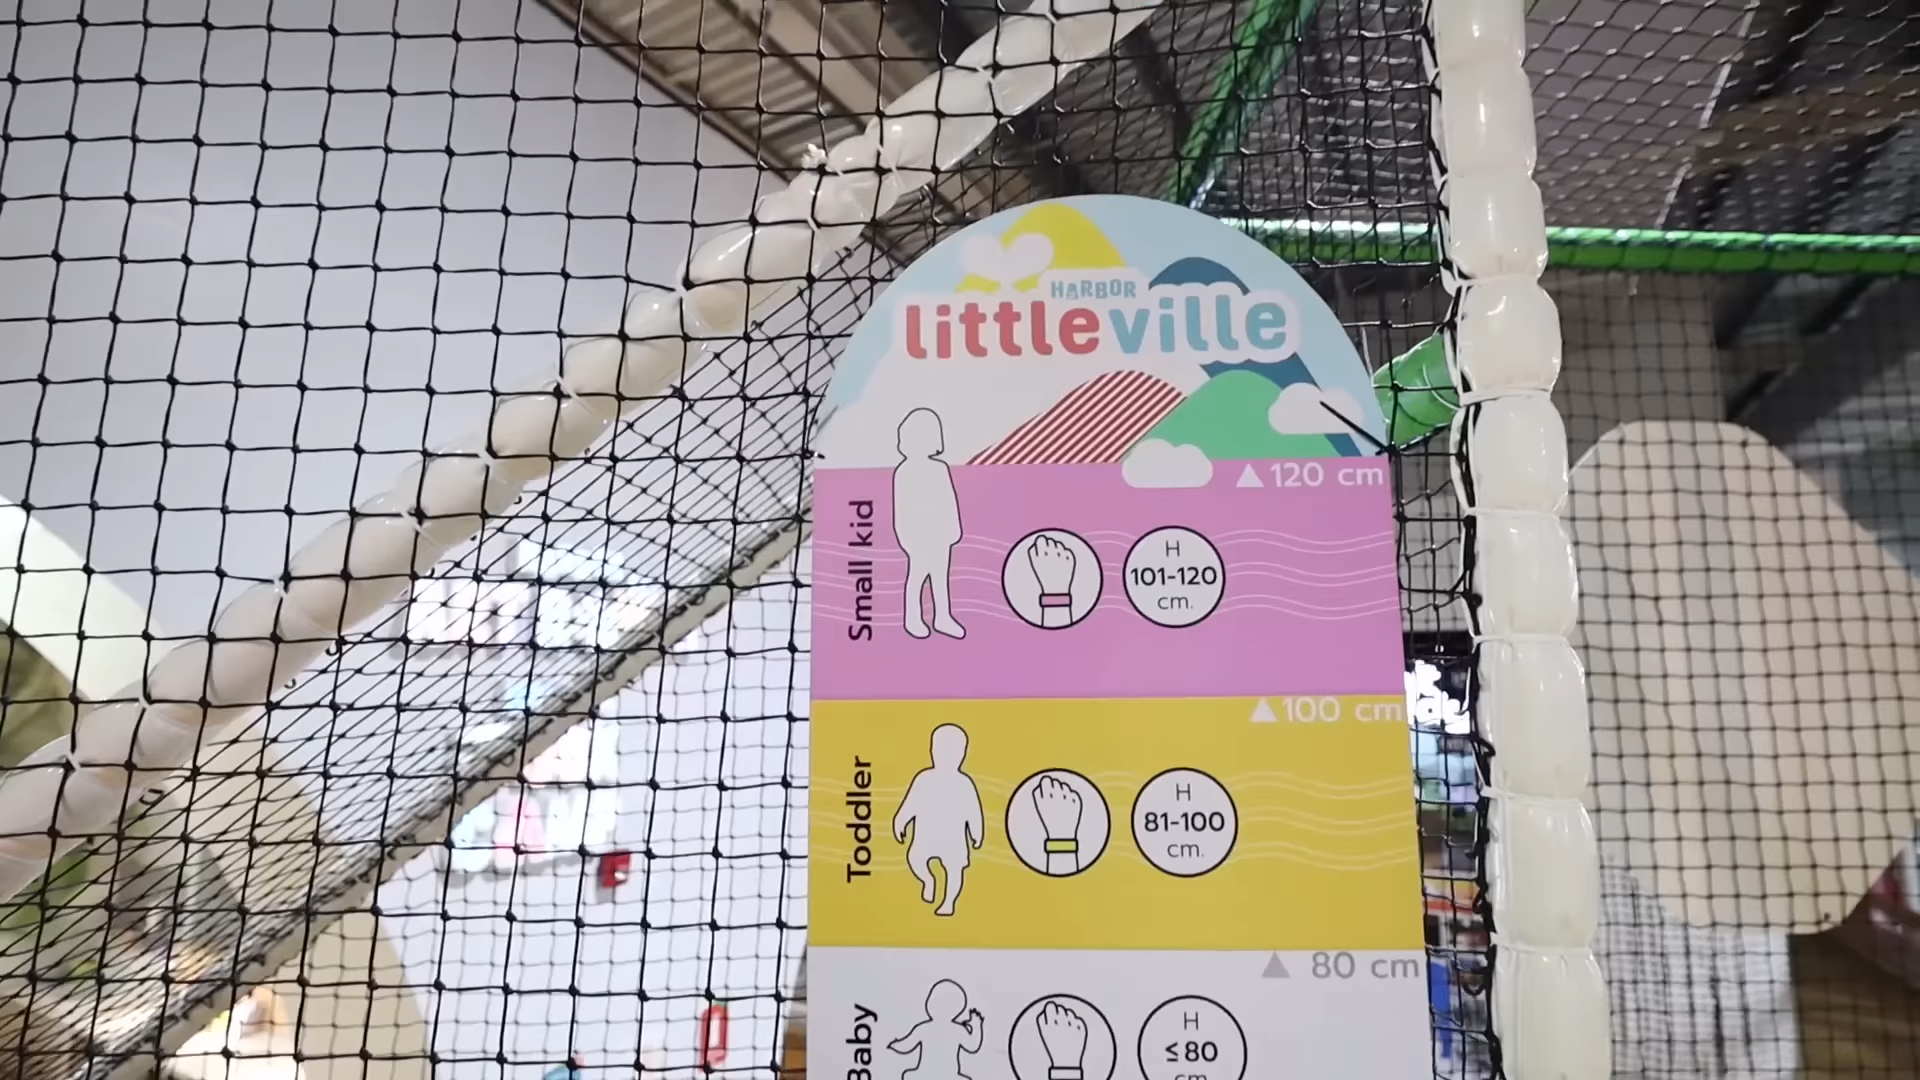 HARBOR
littleville
120 cm
Small kid
H
101-120
cm.
100 cm
Toddler
H
81-100
cm.
80 cm
Baby
H
≤80
cm